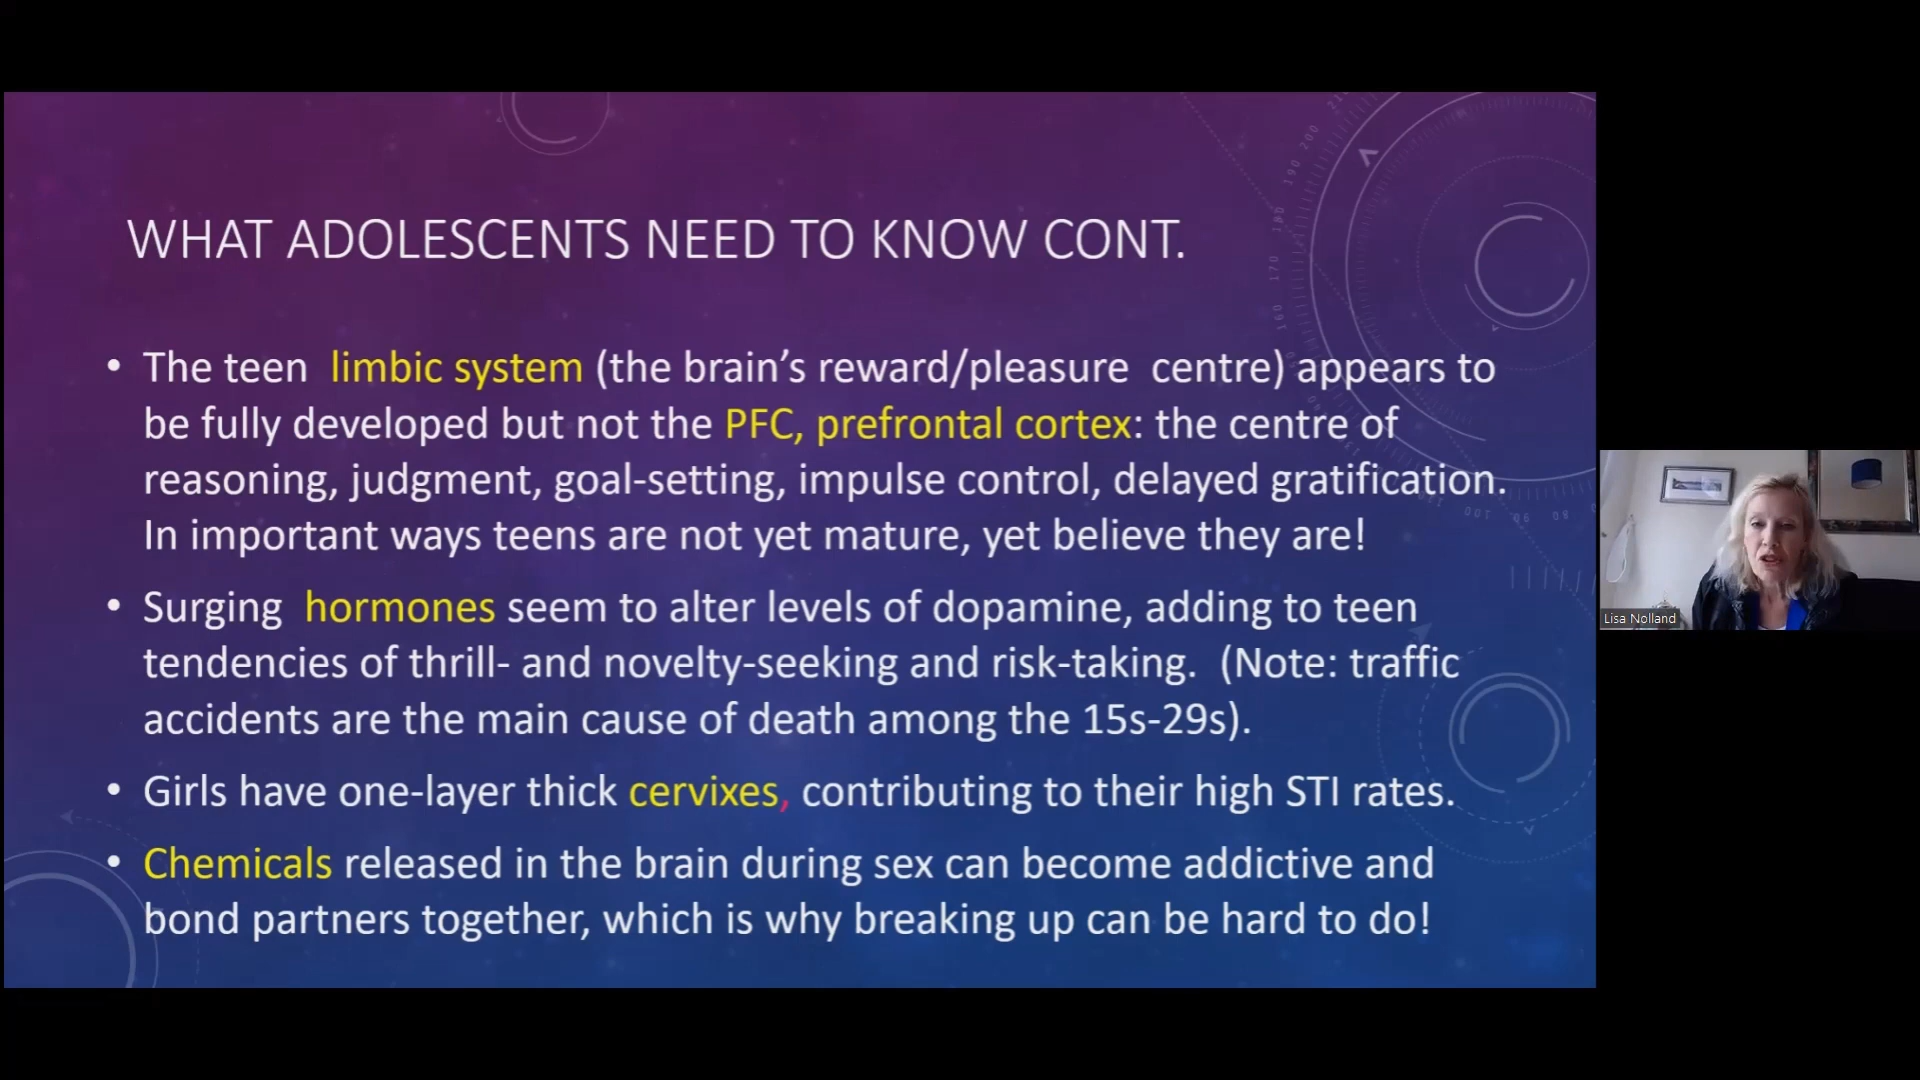 WHAT ADOLESCENTS NEED TO KNOW CONT.
• The teen limbic system (the brain's reward/pleasure centre) appears to
be fully developed but not the PFC, prefrontal cortex: the centre of
reasoning, judgment, goal-setting, impulse control, delayed gratification.
In important ways teens are not yet mature, yet believe they are!
• Surging hormones seem to alter levels of dopamine, adding to teen
tendencies of thrill- and novelty-seeking and risk-taking. (Note: traffic
accidents are the main cause of death among the 15s-29s).
• Girls have one-layer thick cervixes, contributing to their high STI rates.
• Chemicals released in the brain during sex can become addictive and
bond partners together, which is why breaking up can be hard to do!
Lisa Nolland